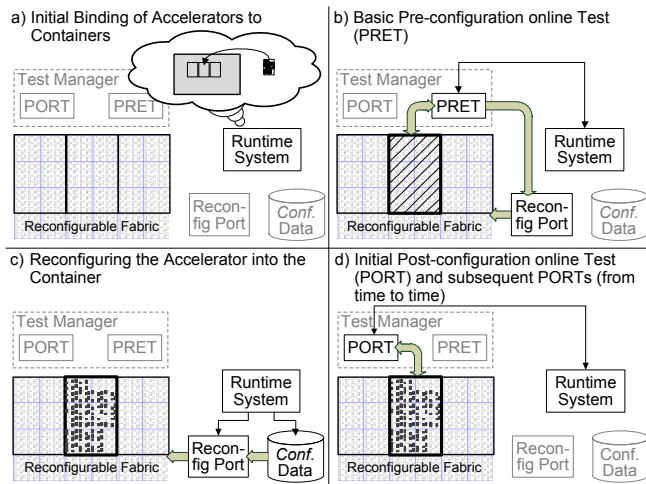 a) Initial Binding of Accelerators to
Containers
Test Manager
PORT
PRET
Runtime
System
Recon-
fig Port
Conf.
Data
Reconfigurable Fabric
b) Basic Pre-configuration online Test
(PRET)
Test Manager
PORT
PRET
Runtime
System
Recon-
fig Port
Conf.
Data
Reconfigurable Fabric
c) Reconfiguring the Accelerator into the
Container
Test Manager
PORT
PRET
Runtime
System
Recon-
fig Port
Conf.
Data
Reconfigurable Fabric
d) Initial Post-configuration online Test
(PORT) and subsequent PORTs (from
time to time)
Test Manager
PORT
PRET
Runtime
System
Recon-
fig Port
Conf.
Data
Reconfigurable Fabric